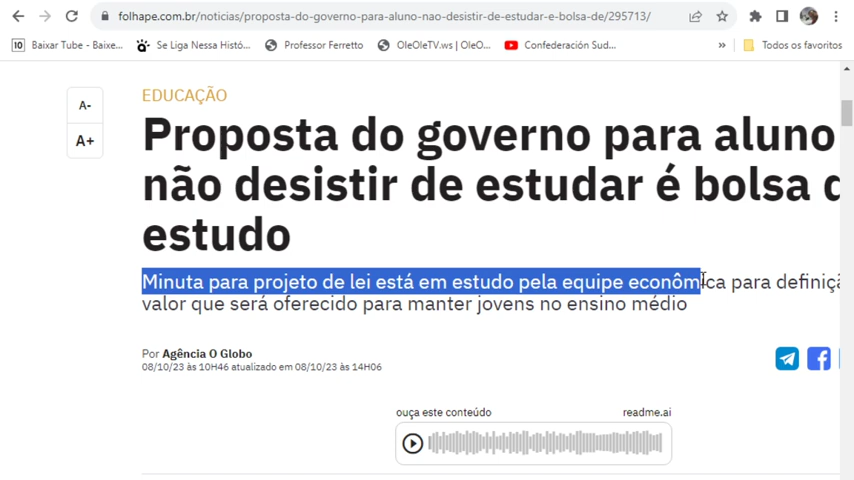 folhape.com.br/noticias/proposta-do-governo-para-aluno-nao-desistir-de-estudar-e-bolsa-de/295713/
10 Baixar Tube - Baixe... Se Liga Nessa Histó... Professor Ferretto OleOleTV.ws | OleO... Confederación Sud... » Todos os favoritos
A-
A+
EDUCAÇÃO
Proposta do governo para aluno
não desistir de estudar é bolsa d
estudo
Minuta para projeto de lei está em estudo pela equipe econômica para definiçã
valor que será oferecido para manter jovens no ensino médio
Por Agência O Globo
08/10/23 às 10H46 atualizado em 08/10/23 às 14H06
ouça este conteúdo readme.ai